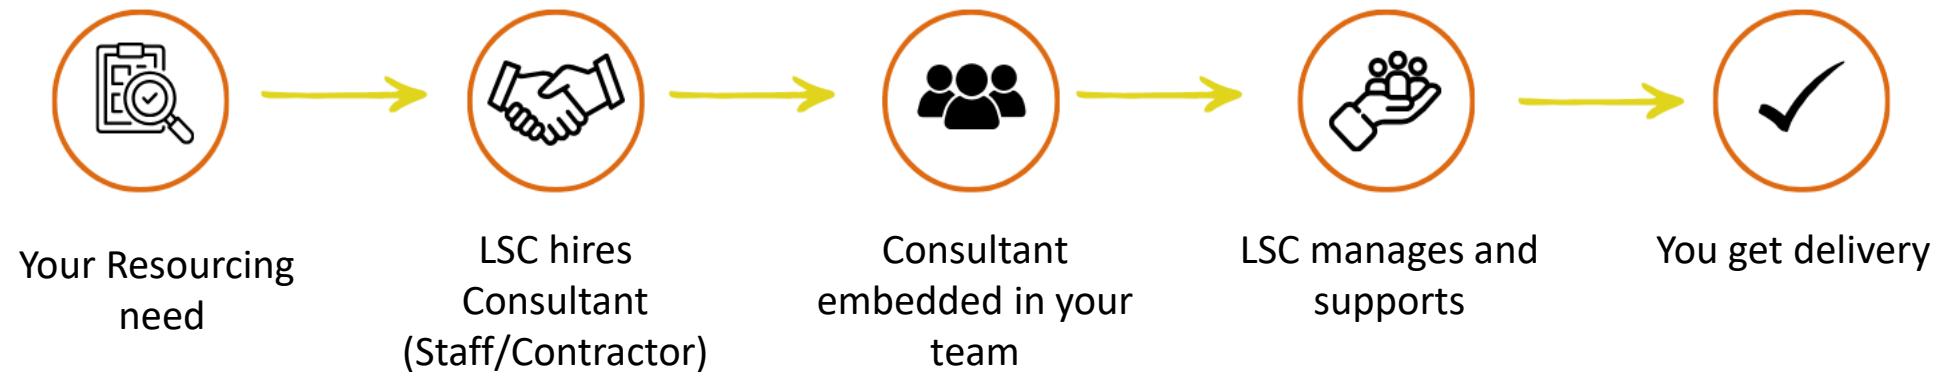 Your Resourcing
need
LSC hires
Consultant
(Staff/Contractor)
Consultant
embedded in your
team
LSC manages and
supports
You get delivery